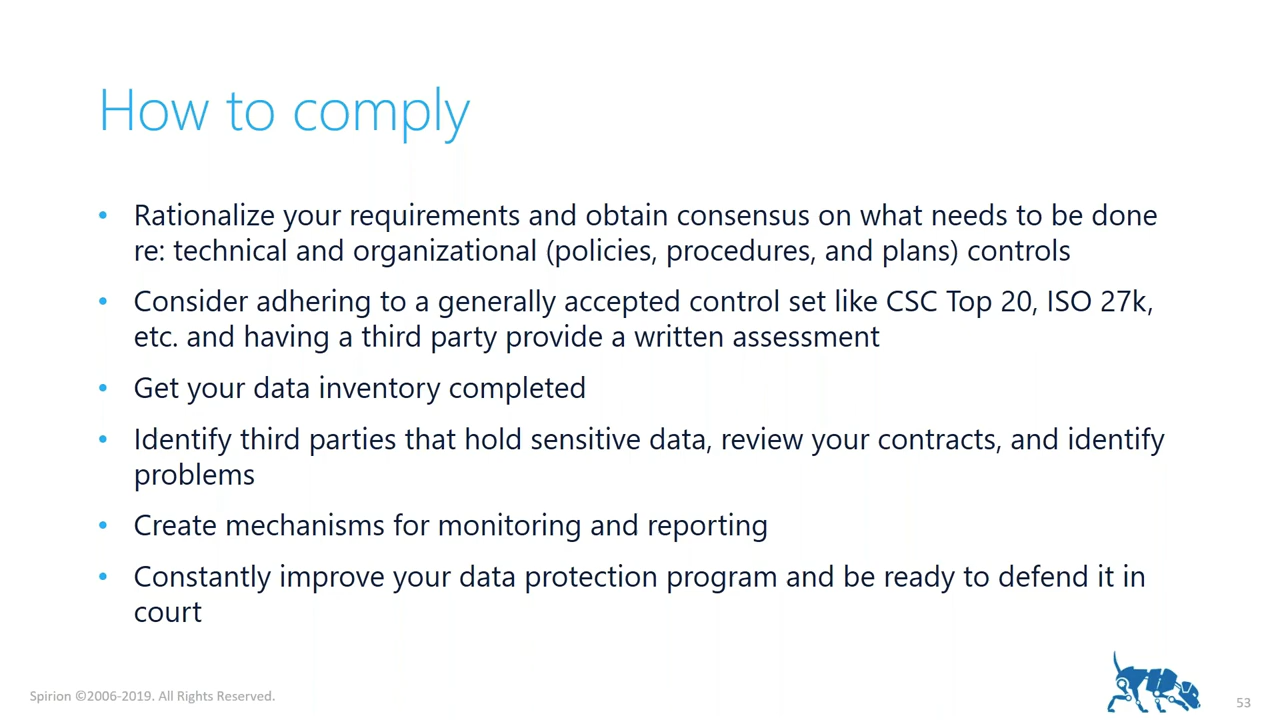 How to comply
• Rationalize your requirements and obtain consensus on what needs to be done
re: technical and organizational (policies, procedures, and plans) controls
• Consider adhering to a generally accepted control set like CSC Top 20, ISO 27k,
etc. and having a third party provide a written assessment
• Get your data inventory completed
• Identify third parties that hold sensitive data, review your contracts, and identify
problems
• Create mechanisms for monitoring and reporting
• Constantly improve your data protection program and be ready to defend it in
court
Spirion ©2006-2019. All Rights Reserved.
53